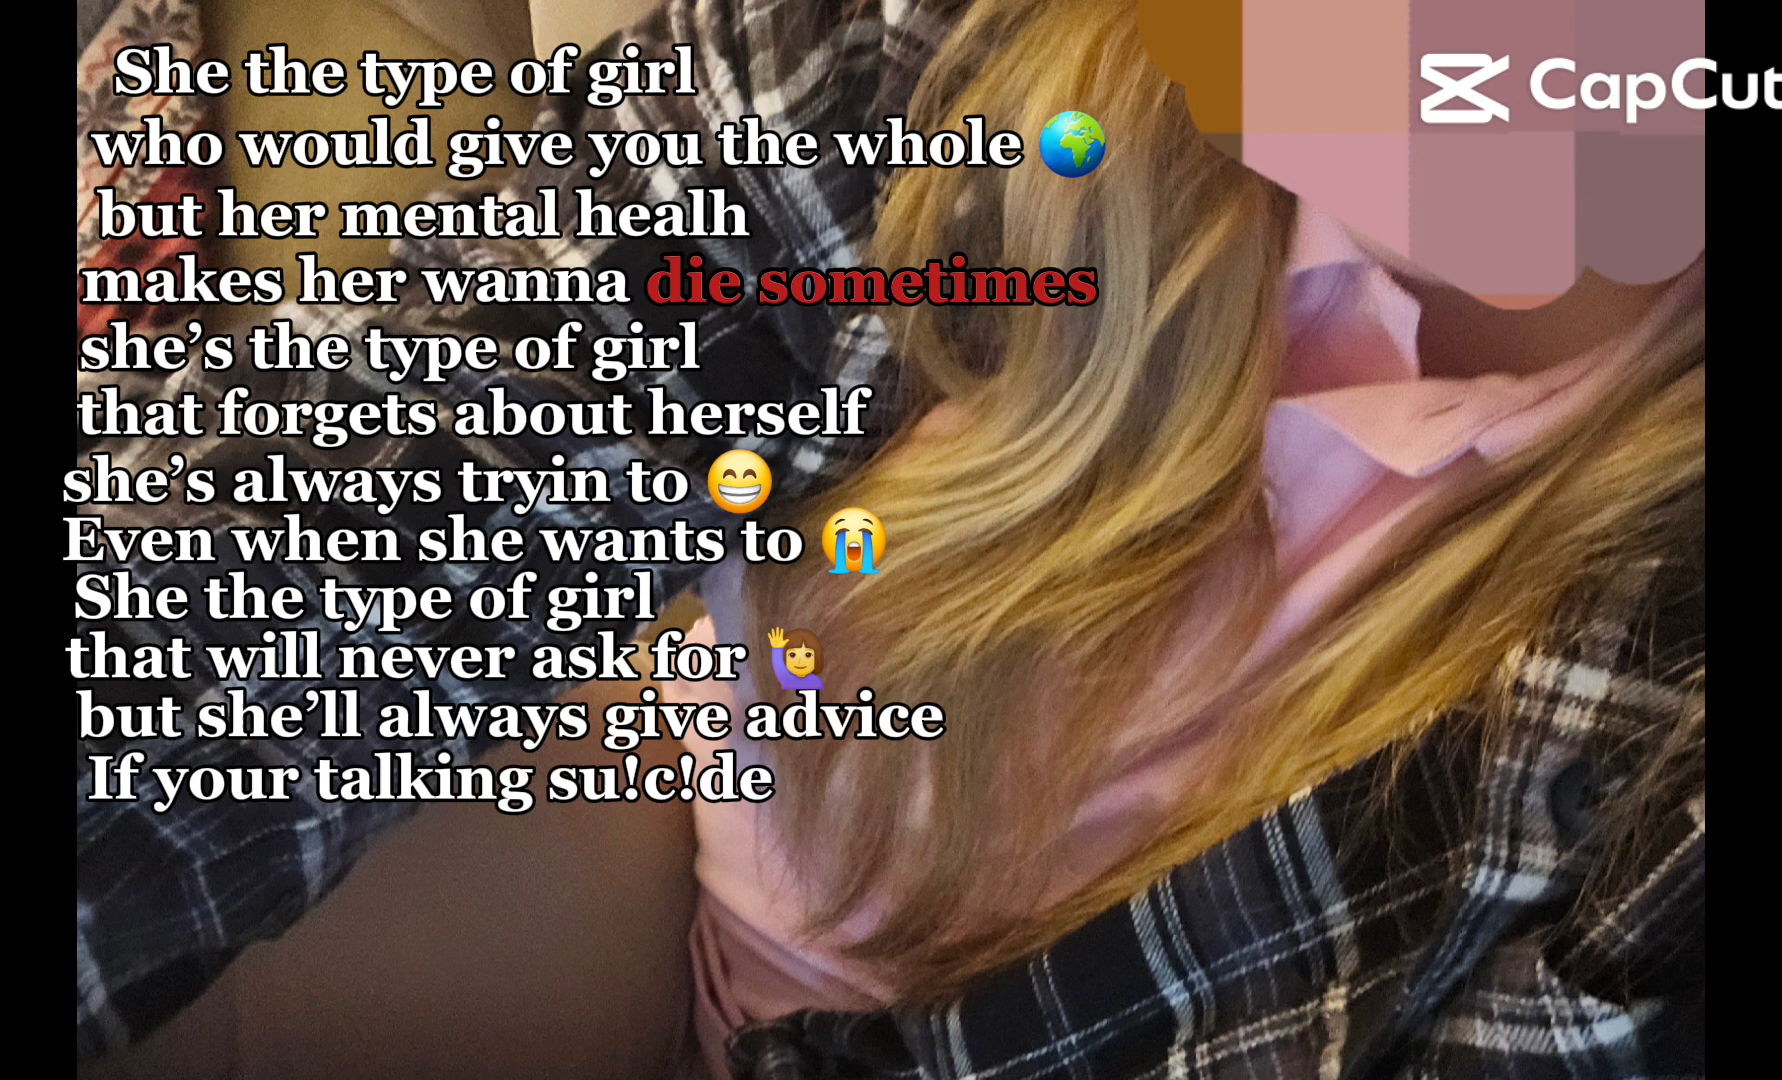 She the type of girl
CapCut
who would give you the whole 🌍
but her mental healh
makes her wanna die sometimes
she's the type of girl
that forgets about herself
she's always tryin to 😁
Even when she wants to 😭
She the type of girl
that will never ask for 🙋‍♀️
but she'll always give advice
If your talking su!c!de